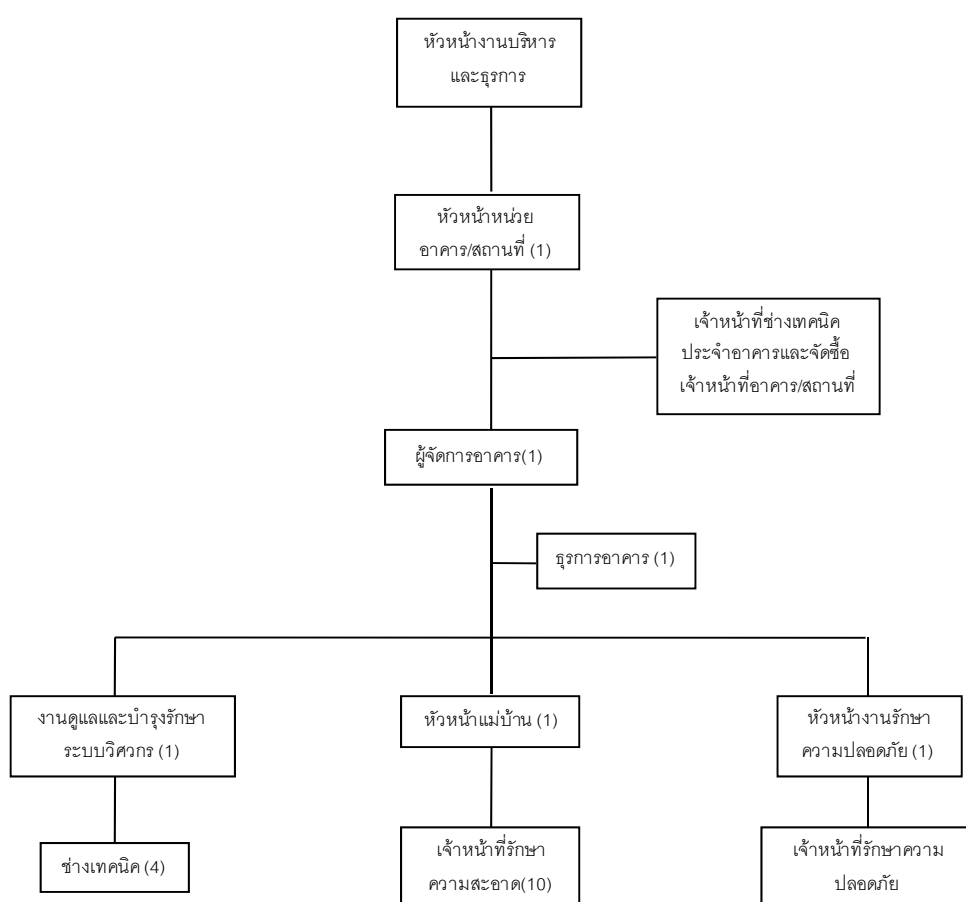 หัวหน้างานบริหาร
และธุรการ
หัวหน้าหน่วย
อาคาร/สถานที่ (1)
เจ้าหน้าที่ช่างเทคนิค
ประจำอาคารและจัดซื้อ
เจ้าหน้าที่อาคาร/สถานที่
ผู้จัดการอาคาร(1)
ธุรการอาคาร (1)
งานดูแลและบำรุงรักษา
ระบบวิศวกร (1)
หัวหน้าแม่บ้าน (1)
หัวหน้างานรักษา
ความปลอดภัย (1)
ช่างเทคนิค (4)
เจ้าหน้าที่รักษา
ความสะอาด(10)
เจ้าหน้าที่รักษาความ
ปลอดภัย